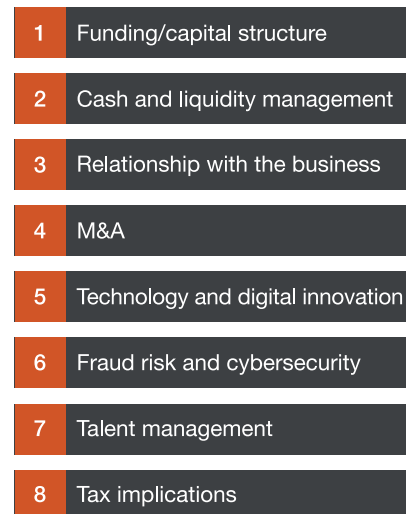 1 Funding/capital structure
2 Cash and liquidity management
3 Relationship with the business
4 M&A
5 Technology and digital innovation
6 Fraud risk and cybersecurity
7 Talent management
8 Tax implications